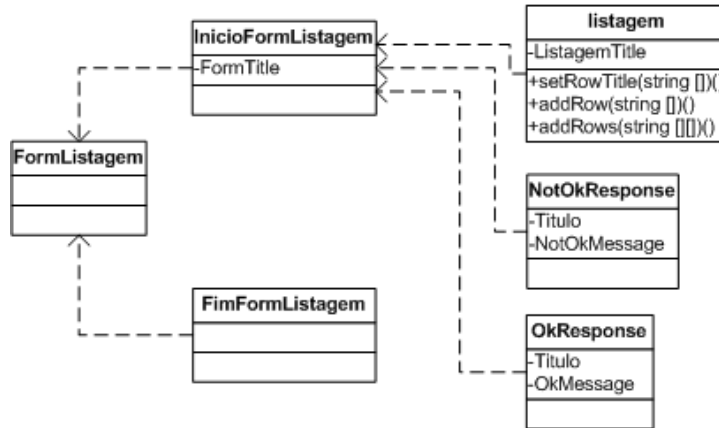 InicioFormListagem
-FormTitle
listagem
-ListagemTitle
+setRowTitle(string [])()
+addRow(string [])()
+addRows(string [][])()
FormListagem
NotOkResponse
-Titulo
-NotOkMessage
FimFormListagem
OkResponse
-Titulo
-OkMessage